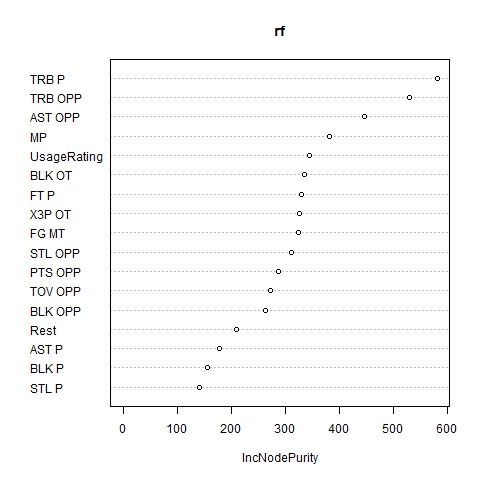 rf
TRB P
TRB OPP
AST OPP
MP
UsageRating
BLK OT
FT P
X3P OT
FG MT
STL OPP
PTS OPP
TOV OPP
BLK OPP
Rest
AST P
BLK P
STL P
0 100 200 300 400 500 600
IncNodePurity